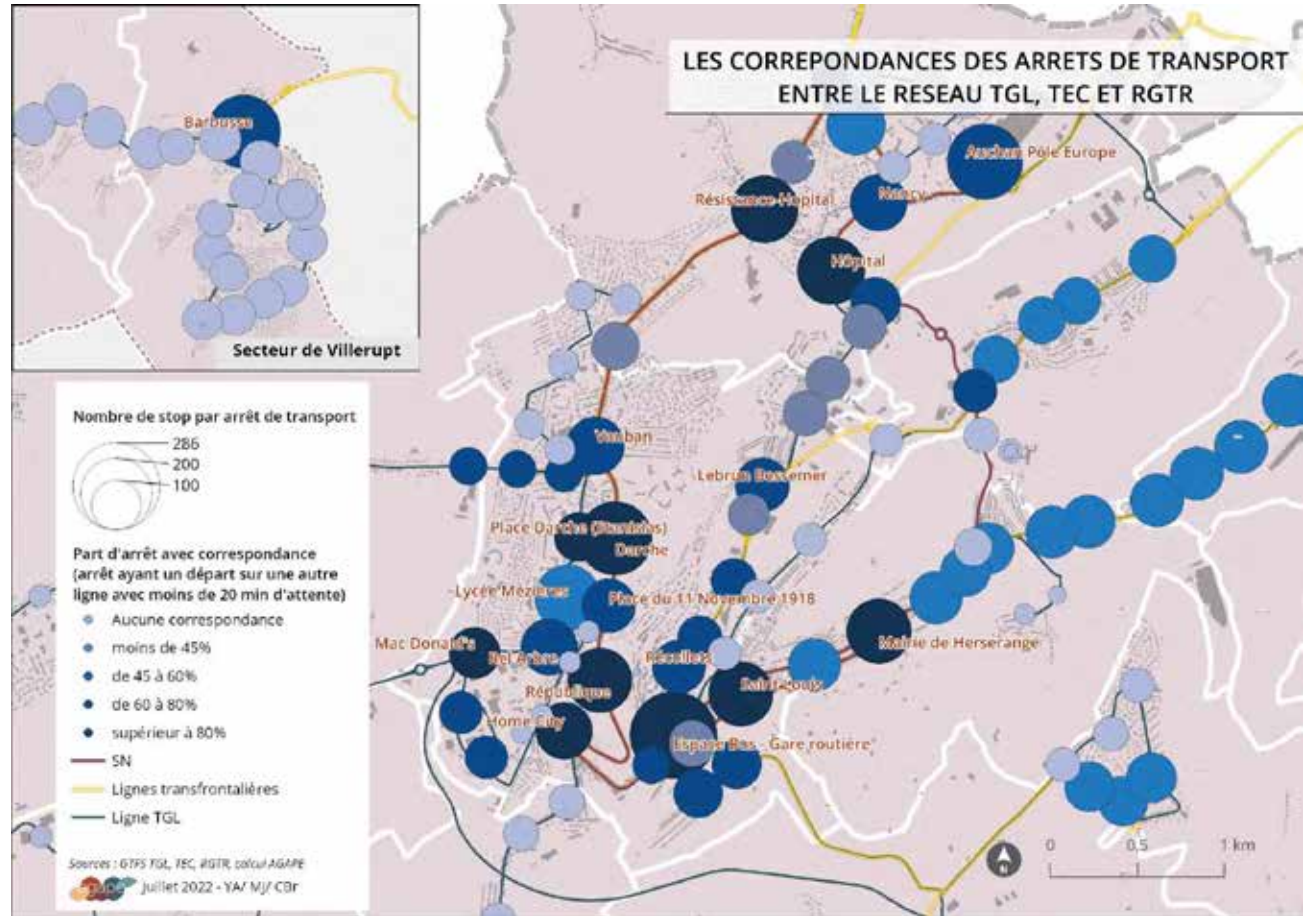 LES CORREPONDANCES DES ARRETS DE TRANSPORT
ENTRE LE RESEAU TGL, TEC ET RGTR
Barbusse
Secteur de Villerupt
Auchan Pôle Europe
Nancy
Résistance Hopital
Hôpital
Vauban
Lebrun Bessemer
Place Darche (Stanislas)
Darche
Lycée Mézières
Place du 11 Novembre 1918
Mac Donald's
Bel Arbre
Récollets
Mairie de Herserange
République
Saint-Louis
Home City
Espace Bus - Gare routière
Nombre de stop par arrêt de transport
286
200
100
Part d'arrêt avec correspondance
(arrêt ayant un départ sur une autre
ligne avec moins de 20 min d'attente)
Aucune correspondance
moins de 45%
de 45 à 60%
de 60 à 80%
supérieur à 80%
SN
Lignes transfrontalières
Ligne TGL
Sources : GTFS TGL, TEC, RGTR, calcul AGAPE
agape Juillet 2022 - YA/ MJ/ CBr
N
0 0.5 1 km